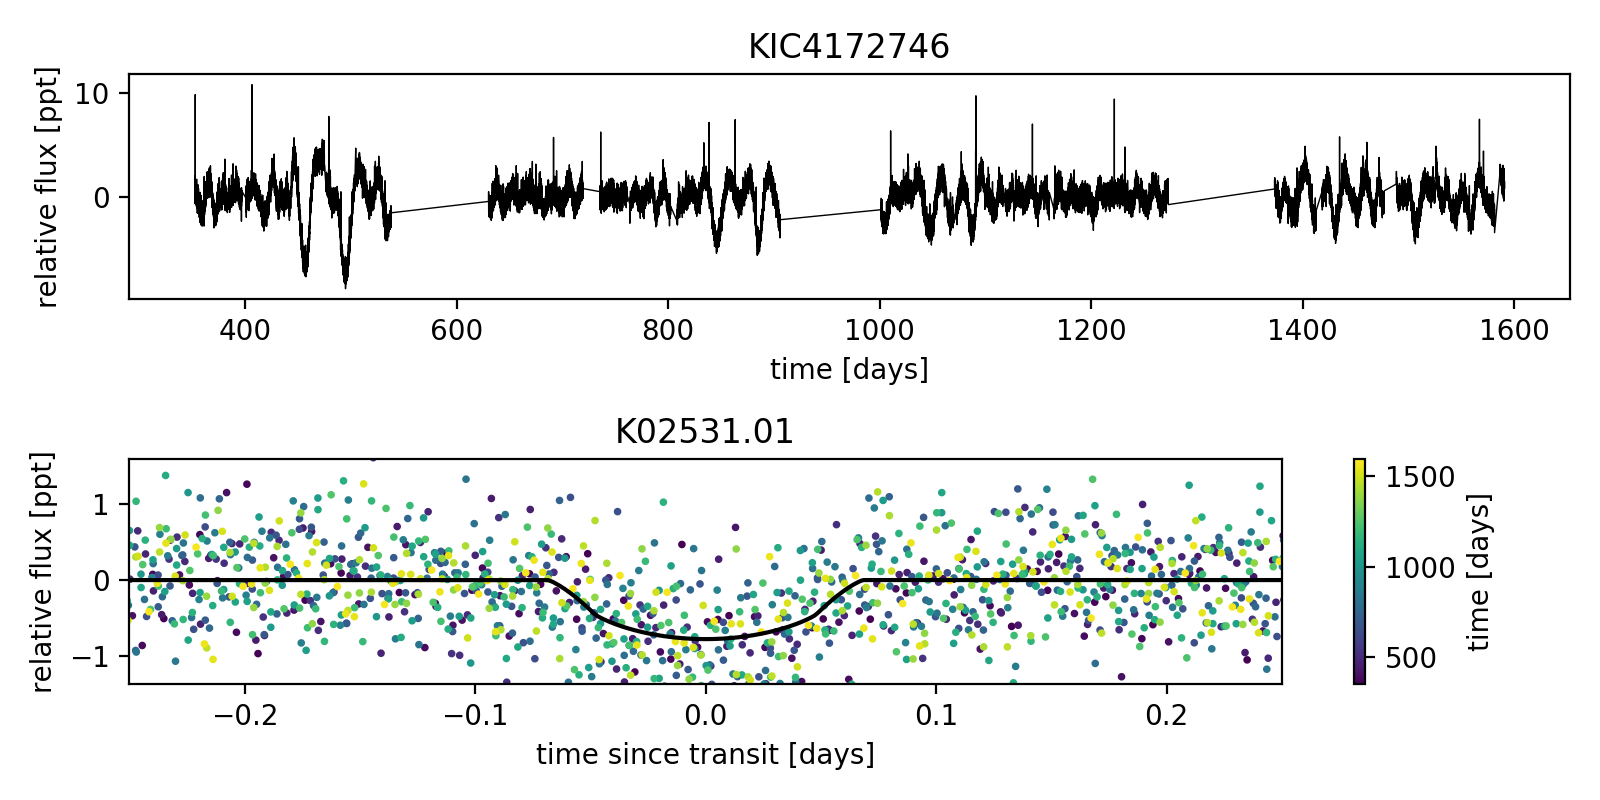 KIC4172746
relative flux [ppt]
10
0
400 600 800 1000 1200 1400 1600
time [days]
K02531.01
relative flux [ppt]
1
0
−1
−0.2 −0.1 0.0 0.1 0.2
time since transit [days]
1500
1000
500
time [days]